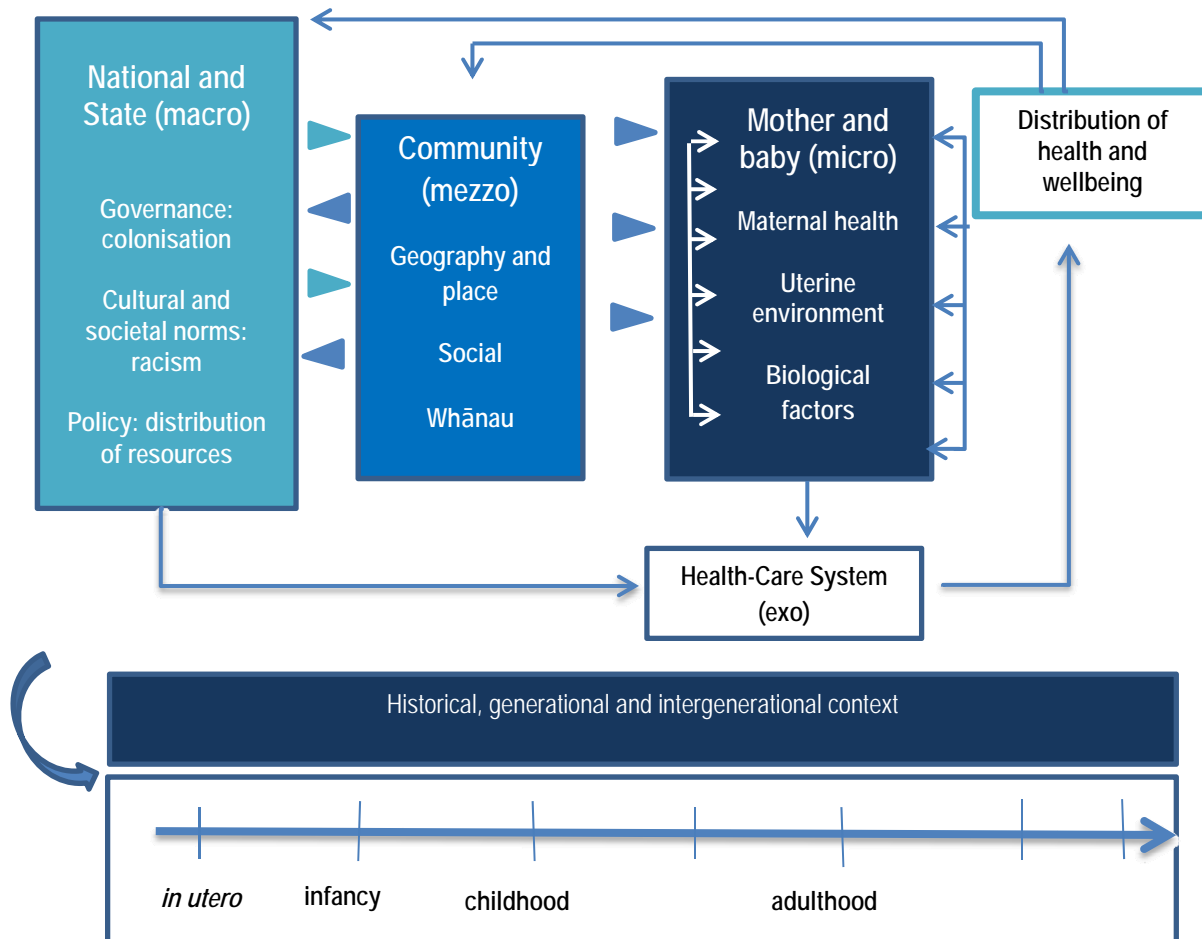 National and
State (macro)
Governance:
colonisation
Cultural and
societal norms:
racism
Policy: distribution
of resources
Community
(mezzo)
Geography and
place
Social
Whānau
Mother and
baby (micro)
Maternal health
Uterine
environment
Biological
factors
Distribution of
health and
wellbeing
Health-Care System
(exo)
Historical, generational and intergenerational context
in utero
infancy
childhood
adulthood